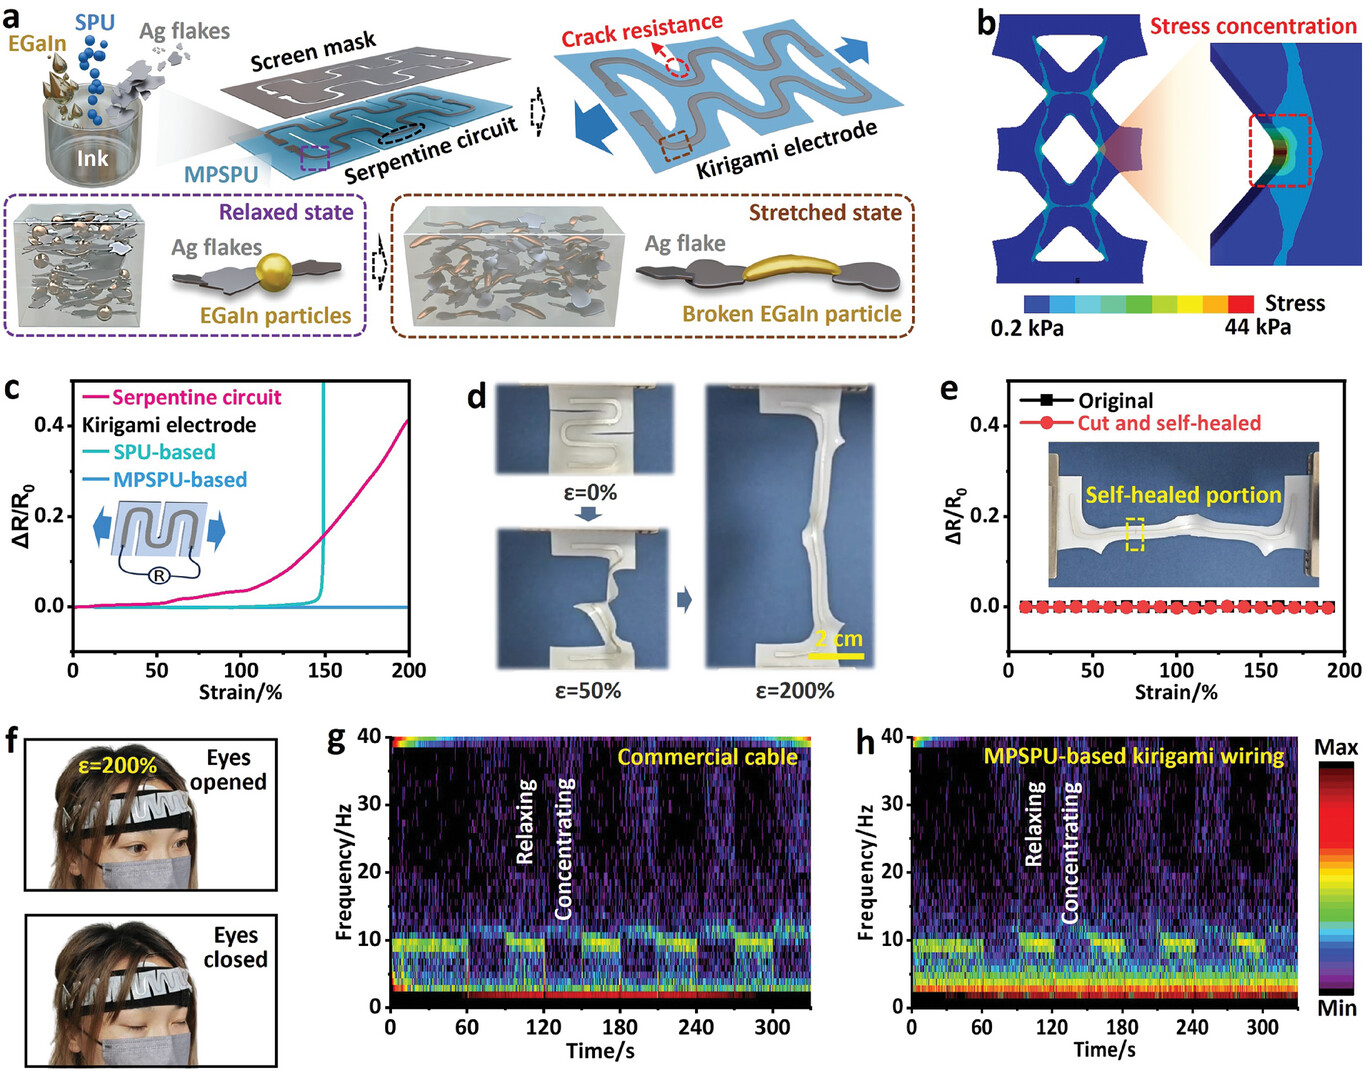 a
SPU
EGaIn
Ag flakes
Ink
Screen mask
MPSPU
Serpentine circuit
Crack resistance
Kirigami electrode
Relaxed state
Ag flakes
EGaIn particles
Stretched state
Ag flake
Broken EGaIn particle
b
Stress concentration
Stress
0.2 kPa
44 kPa
c
Serpentine circuit
Kirigami electrode
SPU-based
MPSPU-based
R
ΔR/R0
0.4
0.2
0.0
0
50
100
150
200
Strain/%
d
ε=0%
ε=50%
2 cm
ε=200%
e
Original
Cut and self-healed
Self-healed portion
ΔR/R0
0.4
0.2
0.0
0
50
100
150
200
Strain/%
f
ε=200%
Eyes
opened
Eyes
closed
g
Commercial cable
Relaxing
Concentrating
Frequency/Hz
40
30
20
10
0
0
60
120
180
240
300
Time/s
h
MPSPU-based kirigami wiring
Relaxing
Concentrating
Frequency/Hz
40
30
20
10
0
0
60
120
180
240
300
Time/s
Max
Min